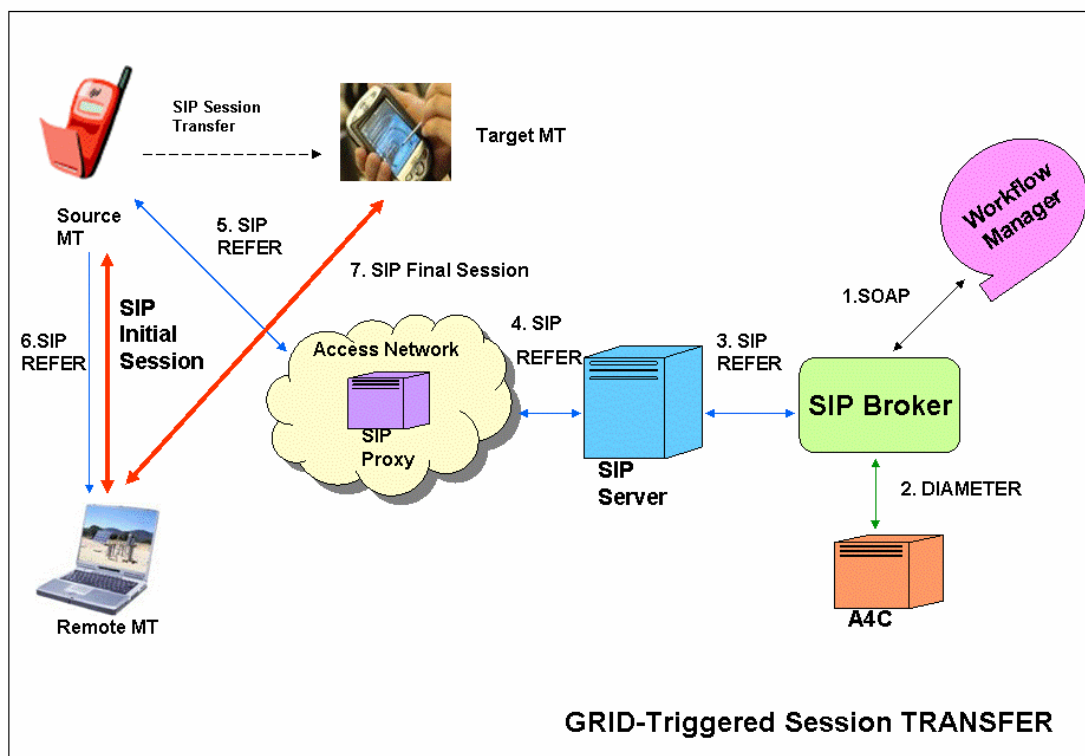 SIP Session
Transfer
Target MT
Workflow
Manager
Source
MT
5. SIP
REFER
7. SIP Final Session
1.SOAP
SIP
Initial
Session
6.SIP
REFER
Access Network
4. SIP
REFER
3. SIP
REFER
SIP Broker
SIP
Proxy
SIP
Server
2. DIAMETER
A4C
Remote MT
GRID-Triggered Session TRANSFER